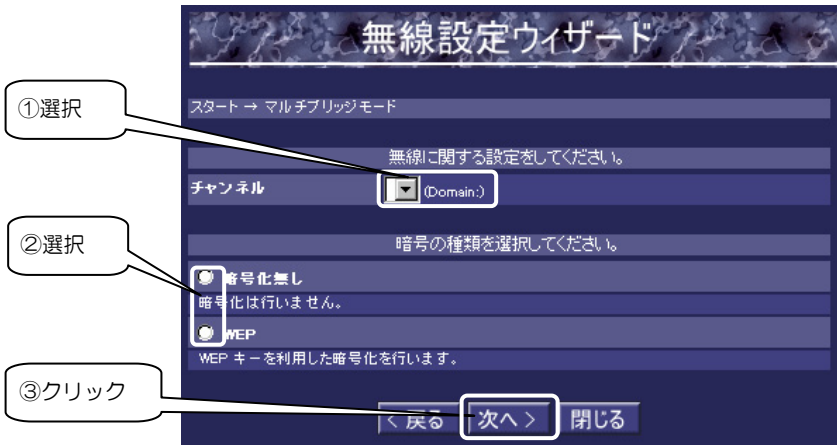 無線設定ウィザード
①選択
スタート → マルチブリッジモード
無線に関する設定をしてください。
チャンネル (Domain:)
②選択
暗号の種類を選択してください。
暗号化無し
暗号化は行いません。
WEP
WEP キーを利用した暗号化を行います。
③クリック
< 戻る 次へ > 閉じる